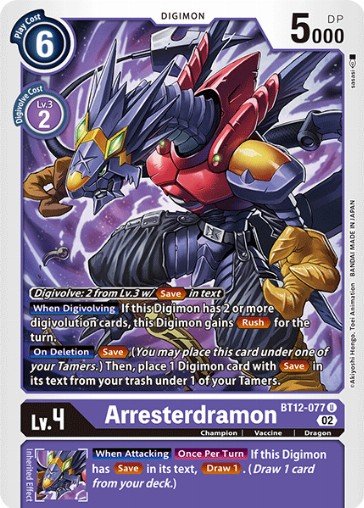 Play Cost
6
DIGIMON
DP
5000
Digivolve Cost
Lv.3
2
sanasi
©Akiyoshi Hongo, Toei Animation BANDAI MADE IN JAPAN
Digivolve: 2 from Lv.3 w/ Save in text
When Digivolving If this Digimon has 2 or more
digivolution cards, this Digimon gains Rush for the
turn.
On Deletion Save (You may place this card under one
of your Tamers.) Then, place 1 Digimon card with Save in
its text from your trash under 1 of your Tamers.
Lv.4
Arresterdramon
BT12-077 U
02
Champion | Vaccine | Dragon
Inherited Effect
When Attacking Once Per Turn If this Digimon
has Save in its text, Draw 1. (Draw 1 card
from your deck.)